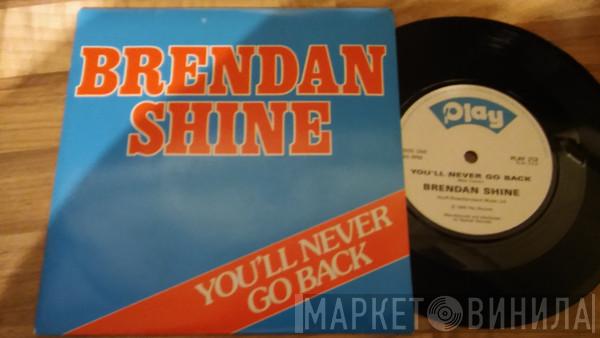 BRENDAN
SHINE
YOU'LL NEVER
GO BACK
Play
YOU'LL NEVER GO BACK
BRENDAN SHINE
МАРКЕТ ВИНИЛА